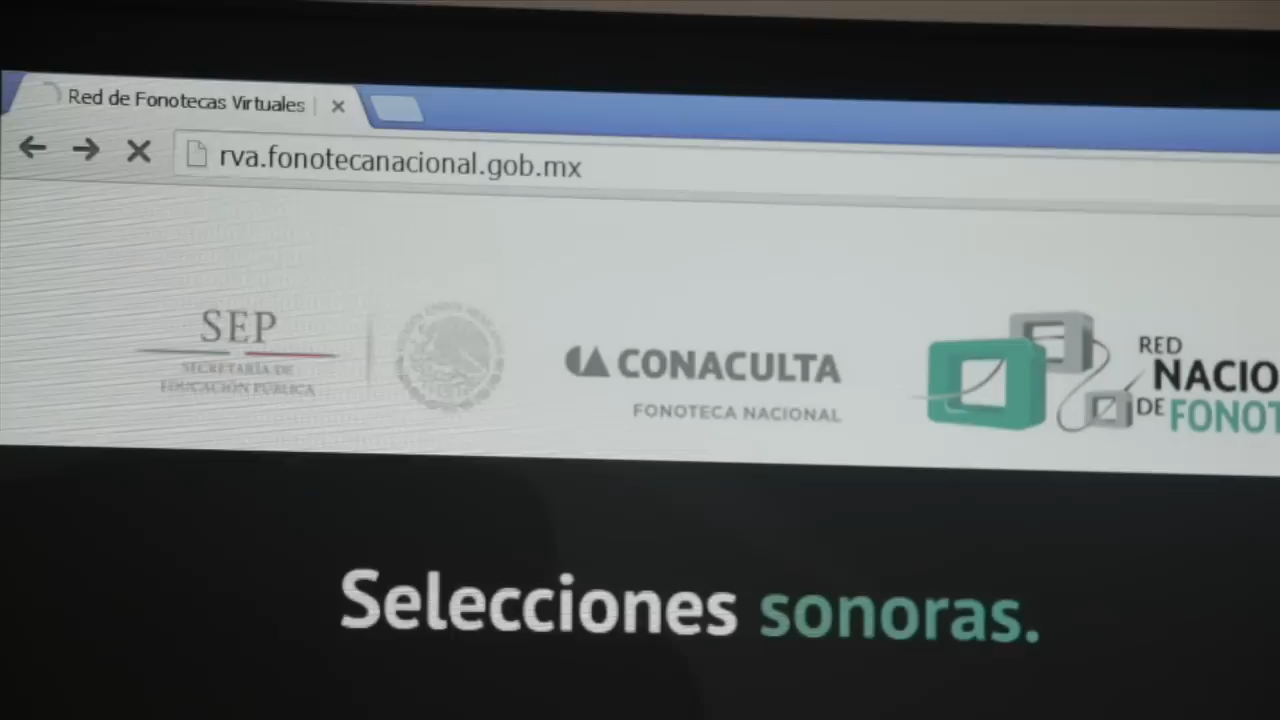 Red de Fonotecas Virtuales
rva.fonotecanacional.gob.mx
SEP
SECRETARÍA DE
EDUCACIÓN PÚBLICA
CONACULTA
FONOTECA NACIONAL
RED
NACIO
DE FONOT
Selecciones sonoras.